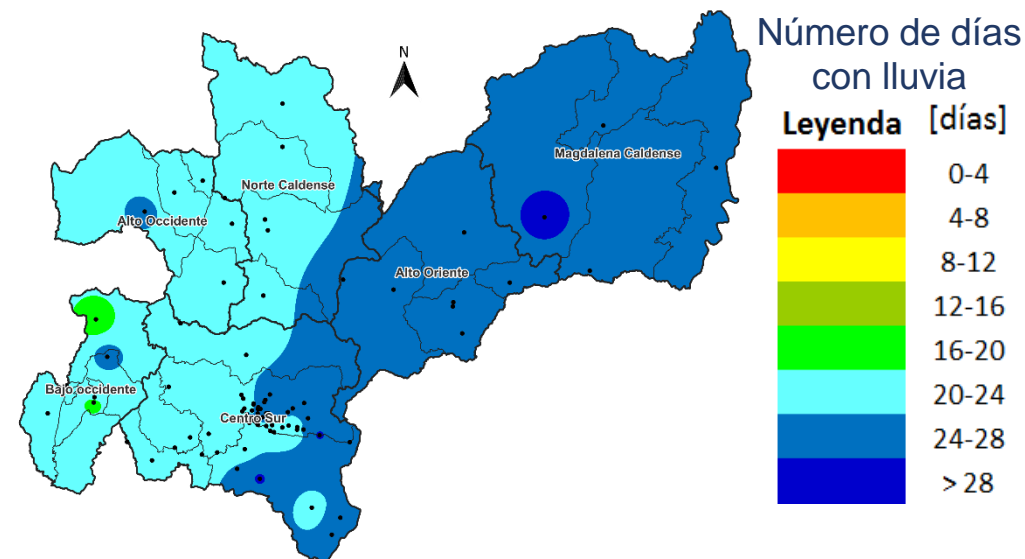 N
Norte Caldense
Magdalena Caldense
Alto Occidente
Alto Oriente
Bajo occidente
Centro Sur
Número de días
con lluvia
Leyenda [días]
0-4
4-8
8-12
12-16
16-20
20-24
24-28
> 28